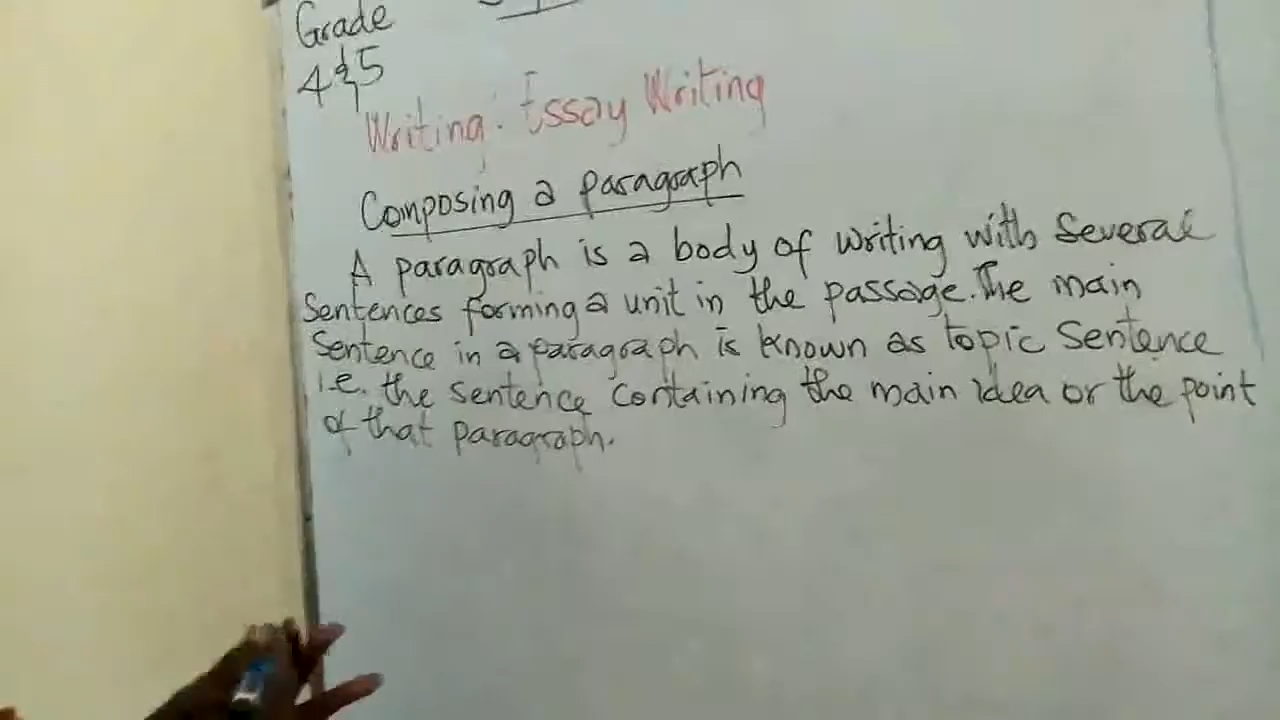 Grade
4 & 5
Writing: Essay Writing
Composing a paragraph
A paragraph is a body of writing with several
Sentences forming a unit in the passage. The main
Sentence in a paragraph is known as topic Sentence
i.e. the sentence containing the main idea or the point
of that paragraph.